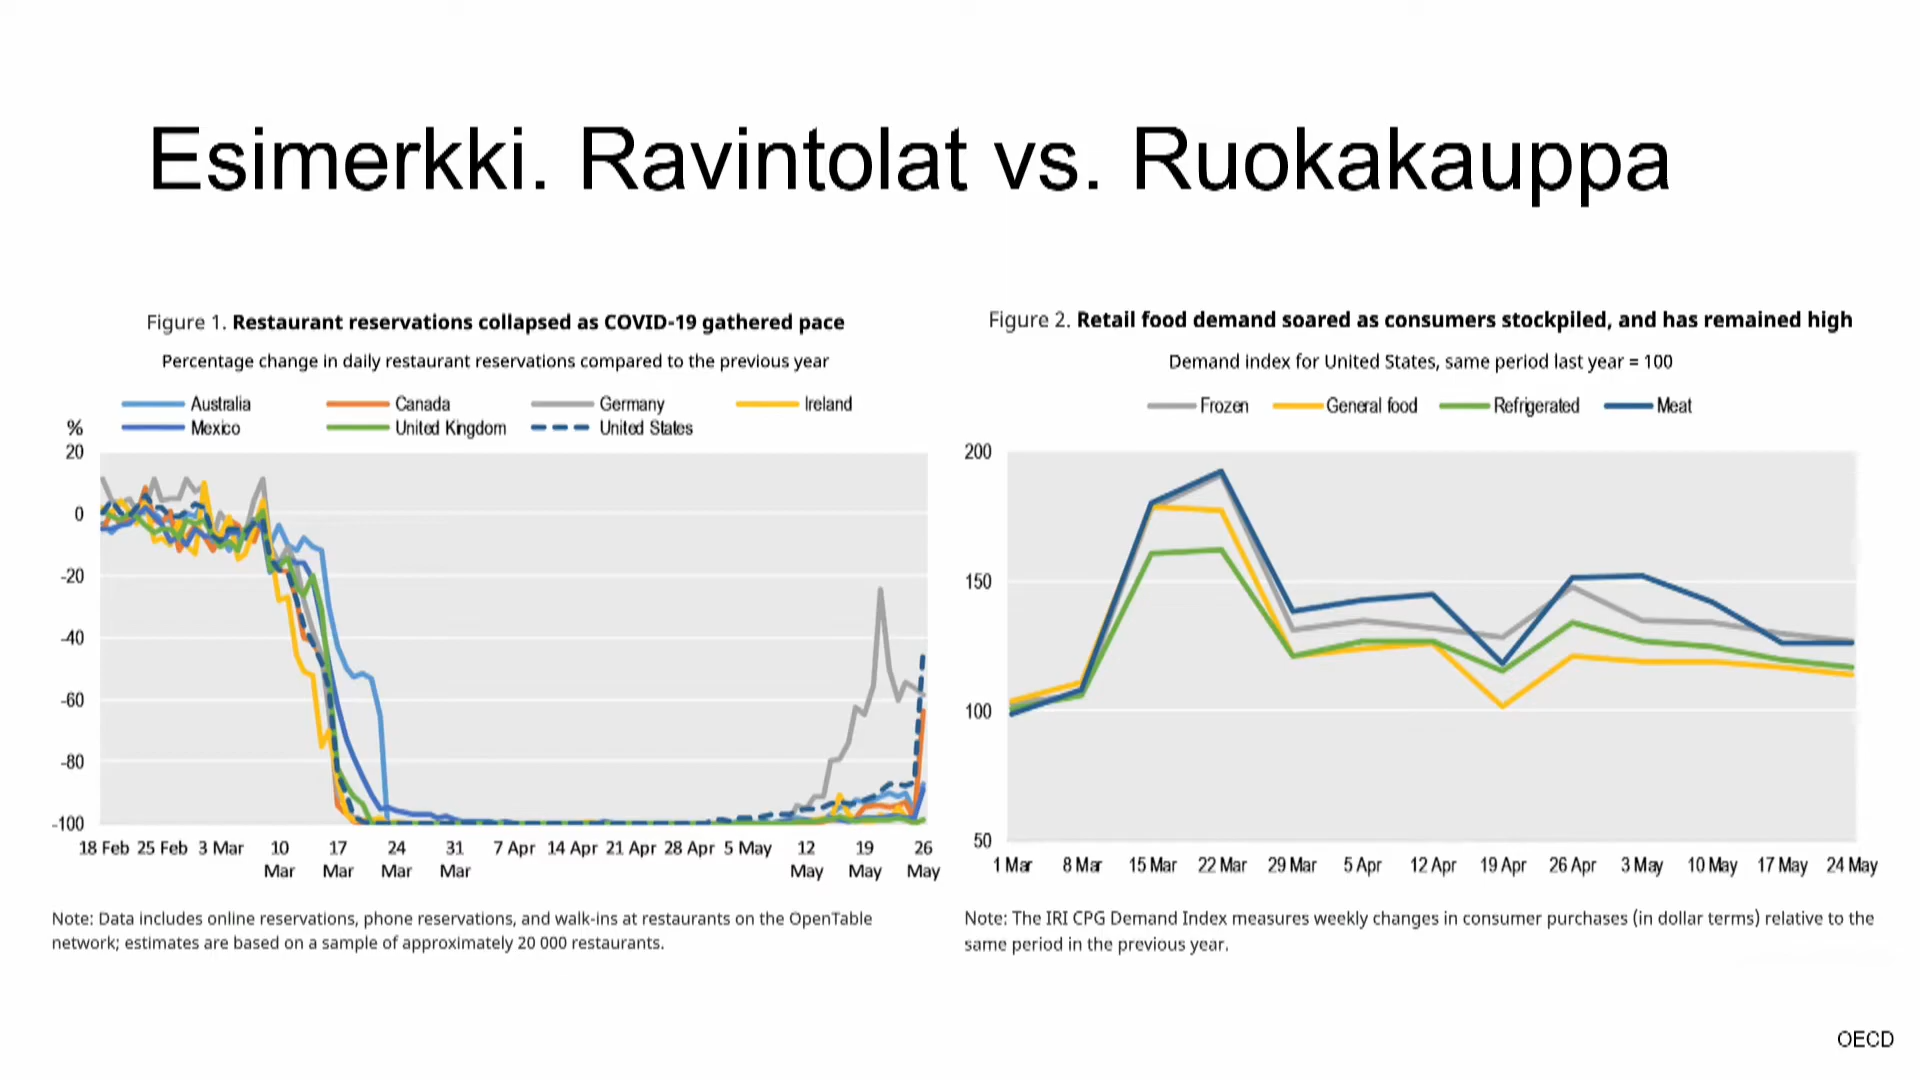 Esimerkki. Ravintolat vs. Ruokakauppa
Figure 1. Restaurant reservations collapsed as COVID-19 gathered pace
Percentage change in daily restaurant reservations compared to the previous year
Australia Canada Germany Ireland
Mexico United Kingdom United States
%
20
0
-20
-40
-60
-80
-100
18 Feb 25 Feb 3 Mar 10 Mar 17 Mar 24 Mar 31 Mar 7 Apr 14 Apr 21 Apr 28 Apr 5 May 12 May 19 May 26 May
Note: Data includes online reservations, phone reservations, and walk-ins at restaurants on the OpenTable
network; estimates are based on a sample of approximately 20 000 restaurants.
Figure 2. Retail food demand soared as consumers stockpiled, and has remained high
Demand index for United States, same period last year = 100
Frozen General food Refrigerated Meat
200
150
100
50
1 Mar 8 Mar 15 Mar 22 Mar 29 Mar 5 Apr 12 Apr 19 Apr 26 Apr 3 May 10 May 17 May 24 May
Note: The IRI CPG Demand Index measures weekly changes in consumer purchases (in dollar terms) relative to the
same period in the previous year.
OECD